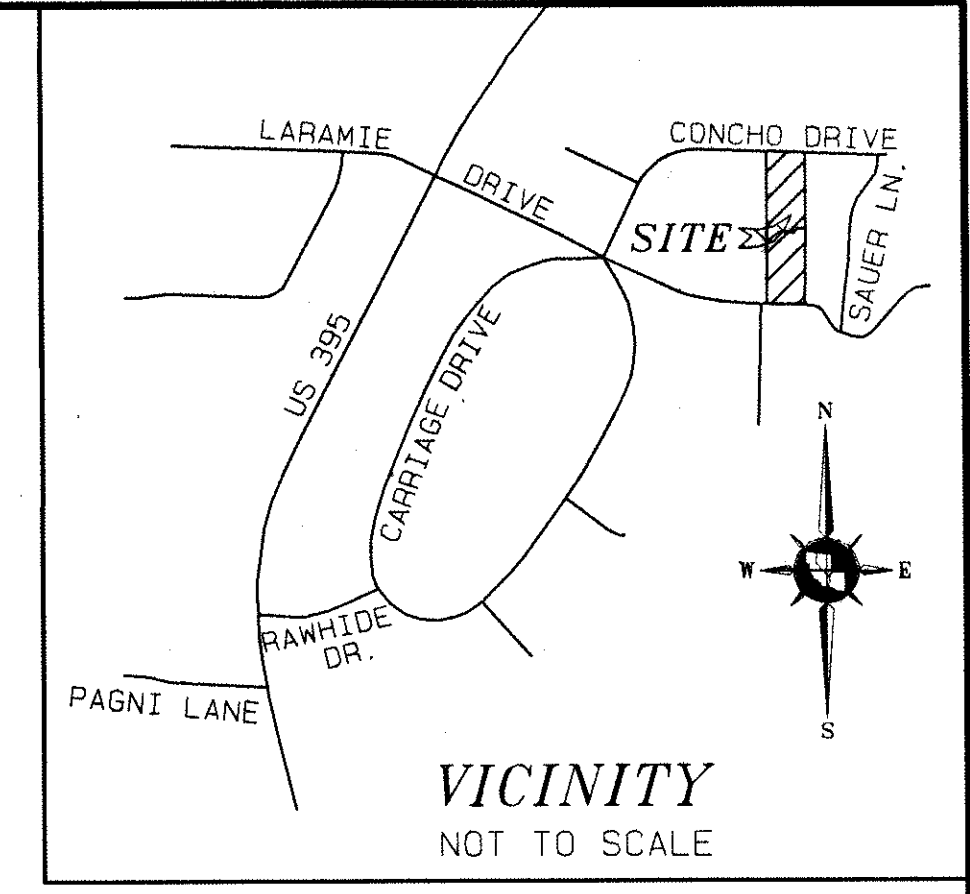 LARAMIE
DRIVE
CONCHO DRIVE
SITE
SAUER LN.
US 395
CARRIAGE DRIVE
N
W
E
S
RAWHIDE
DR.
PAGNI LANE
VICINITY
NOT TO SCALE